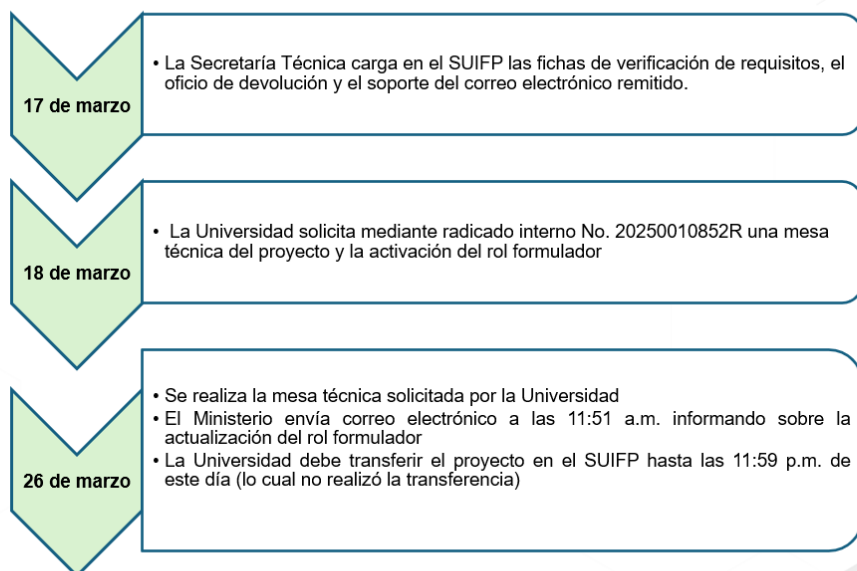 17 de marzo
• La Secretaría Técnica carga en el SUIFP las fichas de verificación de requisitos, el
oficio de devolución y el soporte del correo electrónico remitido.
18 de marzo
• La Universidad solicita mediante radicado interno No. 20250010852R una mesa
técnica del proyecto y la activación del rol formulador
26 de marzo
• Se realiza la mesa técnica solicitada por la Universidad
• El Ministerio envía correo electrónico a las 11:51 a.m. informando sobre la
actualización del rol formulador
• La Universidad debe transferir el proyecto en el SUIFP hasta las 11:59 p.m. de
este día (lo cual no realizó la transferencia)